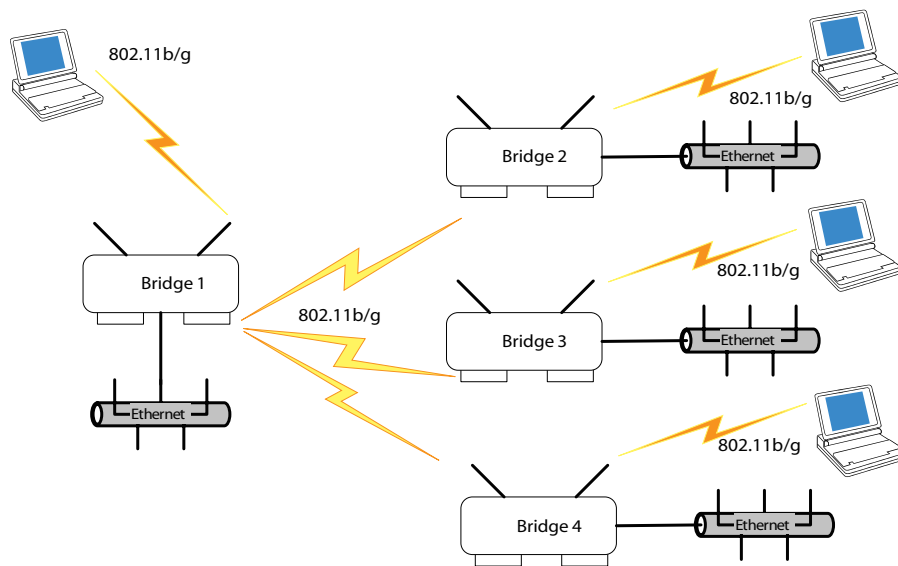 802.11b/g
802.11b/g
Bridge 2
Ethernet
Bridge 1
802.11b/g
802.11b/g
Bridge 3
Ethernet
Ethernet
802.11b/g
Bridge 4
Ethernet